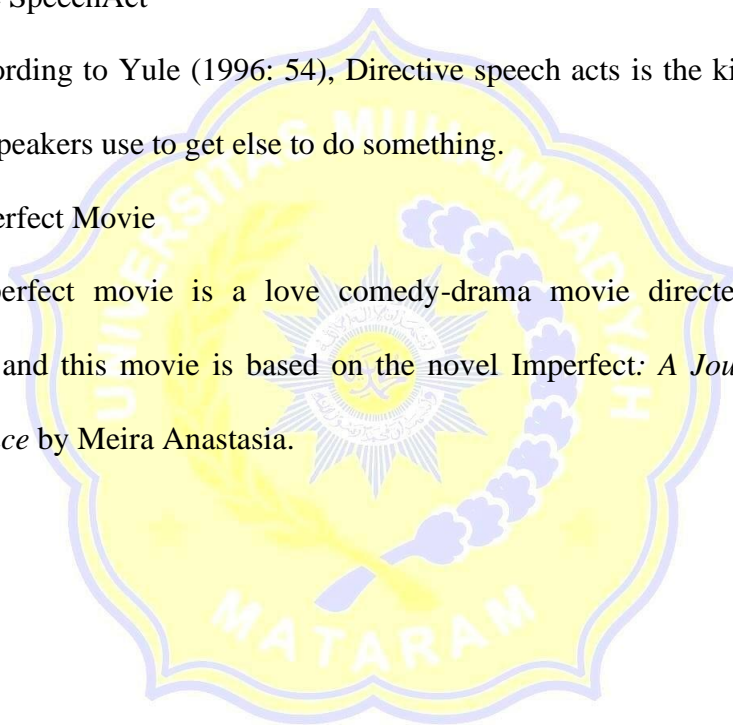 SpeechAct
ording to Yule (1996: 54), Directive speech acts is the ki
peakers use to get else to do something.
erfect Movie
perfect movie is a love comedy-drama movie directe
and this movie is based on the novel Imperfect: A Jou
ce by Meira Anastasia.
UNIVERSITAS MUHAMMADIYAH
MATARAM